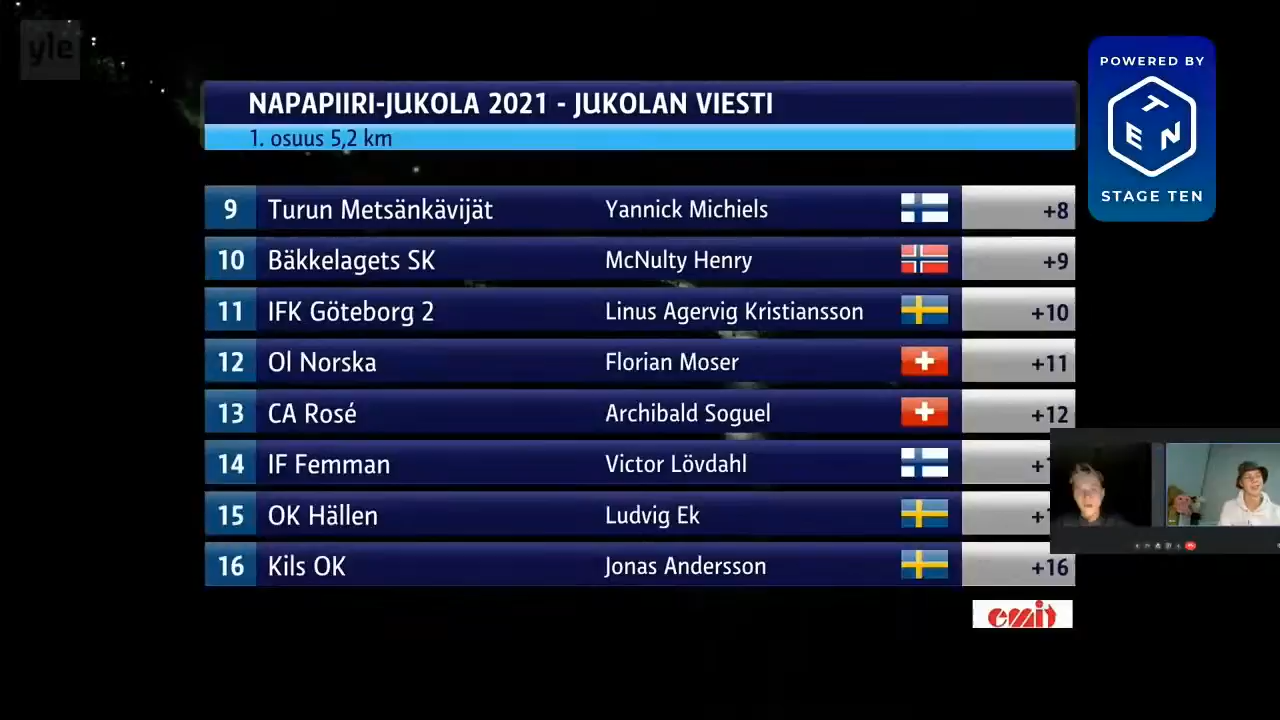 yle
POWERED BY
TEN
STAGE TEN
NAPAPIIRI-JUKOLA 2021 - JUKOLAN VIESTI
1. osuus 5,2 km
9 Turun Metsänkävijät Yannick Michiels +8
10 Bäkkelagets SK McNulty Henry +9
11 IFK Göteborg 2 Linus Agervig Kristiansson +10
12 Ol Norska Florian Moser +11
13 CA Rosé Archibald Soguel +12
14 IF Femman Victor Lövdahl
15 OK Hällen Ludvig Ek
16 Kils OK Jonas Andersson +16
emit